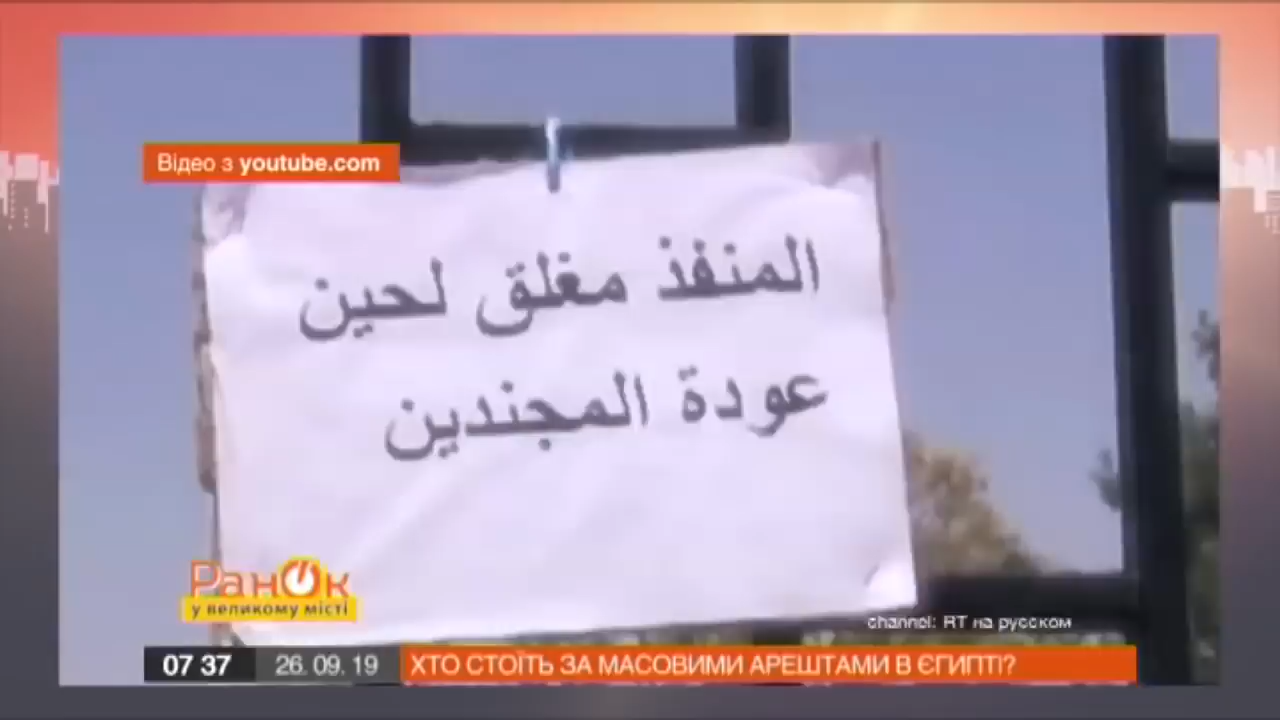 Відео з youtube.com
المنفذ مغلق لحين
عودة المجندين
РанОк
у великому місті
channel: RT на русском
07 37
26. 09. 19
ХТО СТОЇТЬ ЗА МАСОВИМИ АРЕШТАМИ В ЄГИПТІ?